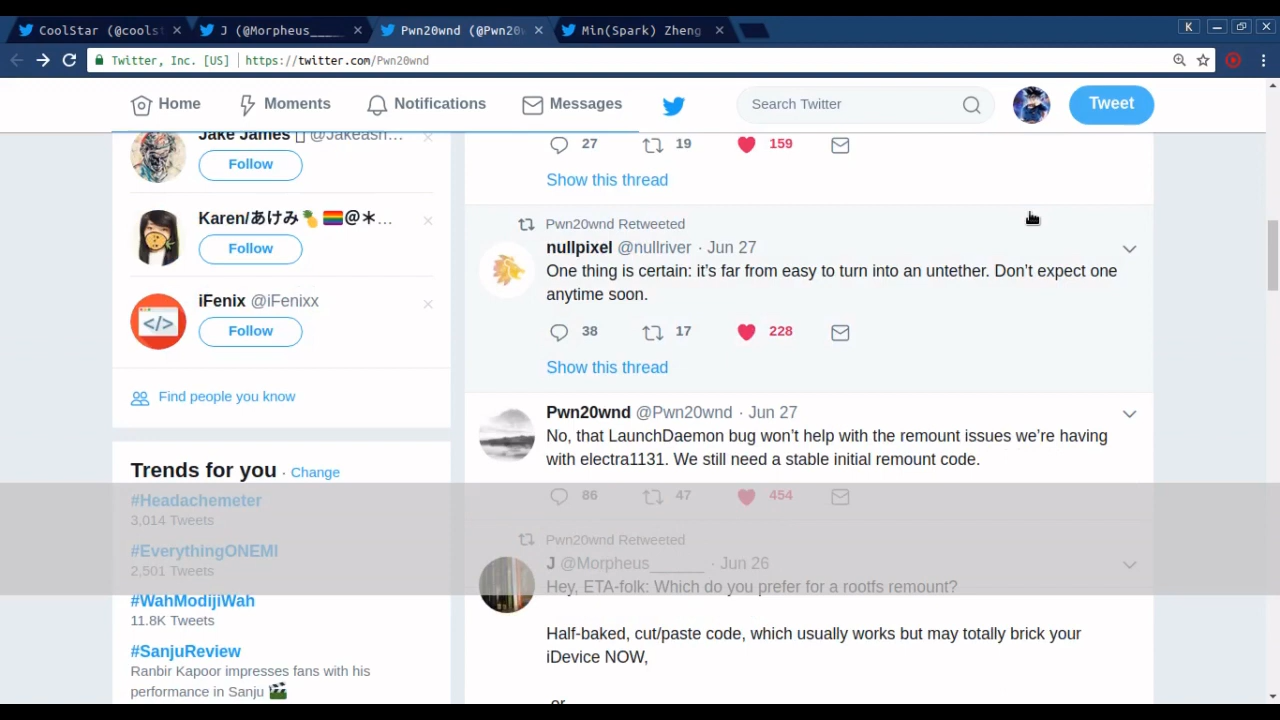 CoolStar (@coolst
J (@Morpheus_____
Pwn20wnd (@Pwn20w
Min(Spark) Zheng
K
Twitter, Inc. [US]
https://twitter.com/Pwn20wnd
Home
Moments
Notifications
Messages
Search Twitter
Tweet
Jake James @Jakeash...
Follow
Karen/あけみ🍍🏳️‍🌈@＊...
Follow
iFenix @iFenixx
Follow
Find people you know
Trends for you · Change
#Headachemeter
3,014 Tweets
#EverythingONEMI
2,501 Tweets
#WahModijiWah
11.8K Tweets
#SanjuReview
Ranbir Kapoor impresses fans with his
performance in Sanju 🎬
27 19 159
Show this thread
Pwn20wnd Retweeted
nullpixel @nullriver · Jun 27
One thing is certain: it's far from easy to turn into an untether. Don't expect one
anytime soon.
38 17 228
Show this thread
Pwn20wnd @Pwn20wnd · Jun 27
No, that LaunchDaemon bug won't help with the remount issues we're having
with electra1131. We still need a stable initial remount code.
86 47 454
Pwn20wnd Retweeted
J @Morpheus______ · Jun 26
Hey, ETA-folk: Which do you prefer for a rootfs remount?
Half-baked, cut/paste code, which usually works but may totally brick your
iDevice NOW,
or